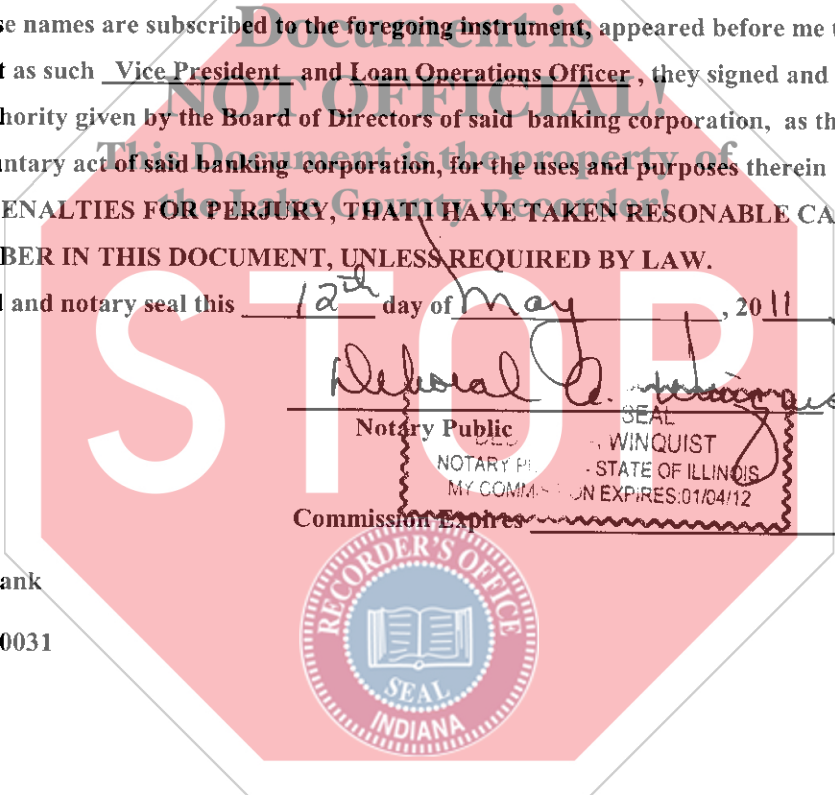 se names are subscribed to the foregoing instrument, appeared before me t
Document is
t as such Vice President and Loan Operations Officer, they signed and
NOT OFFICIAL!
hority given by the Board of Directors of said banking corporation, as th
This Document is the property of
untary act of said banking corporation, for the uses and purposes therein
the Lake County Recorder!
ENALTIES FOR PERJURY, THAT I HAVE TAKEN RESONABLE CA
BER IN THIS DOCUMENT, UNLESS REQUIRED BY LAW.
d and notary seal this 12th day of May, 2011
STOP
Notary Public
SEAL
WINQUIST
NOTARY P - STATE OF ILLINOIS
MY COMM ON EXPIRES:01/04/12
Commission Expires
RECORDER'S OFFICE
SEAL
INDIANA
ank
0031